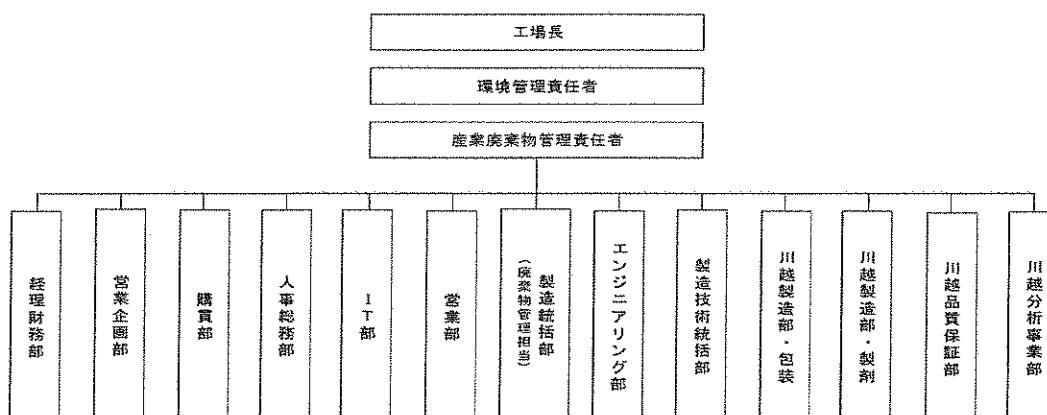 工場長
環境管理責任者
産業廃棄物管理責任者
経理財務部
営業企画部
購買部
人事総務部
IT部
営業部
製造統括部
(廃棄物管理担当)
エンジニアリング部
製造技術統括部
川越製造部・包装
川越製造部・製剤
川越品質保証部
川越分析事業部